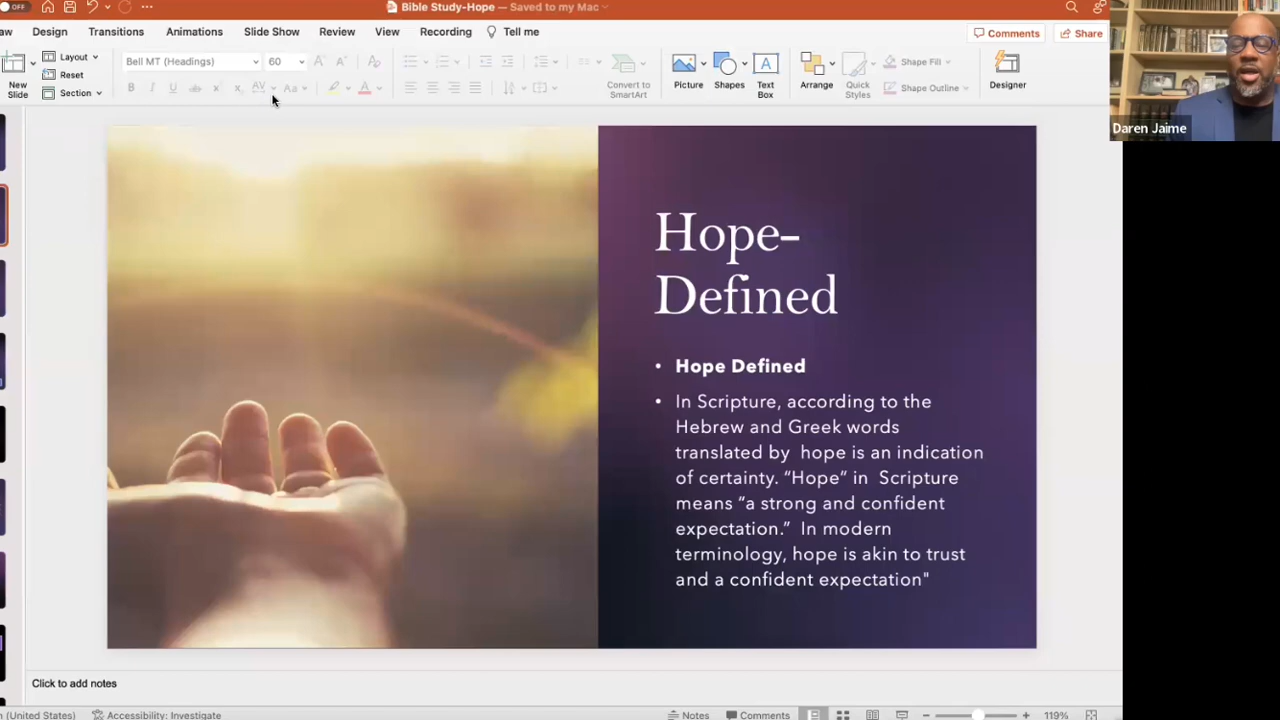 OFF
Bible Study-Hope — Saved to my Mac
aw Design Transitions Animations Slide Show Review View Recording Tell me
Comments Share
New
Slide
Layout
Reset
Section
Bell MT (Headings) 60
Convert to
SmartArt
Picture
Shapes
Text
Box
Arrange
Quick
Styles
Shape Fill
Shape Outline
Designer
Daren Jaime
Hope–
Defined
• Hope Defined
• In Scripture, according to the
Hebrew and Greek words
translated by  hope is an indication
of certainty. “Hope” in  Scripture
means “a strong and confident
expectation.”  In modern
terminology, hope is akin to trust
and a confident expectation"
Click to add notes
(United States) Accessibility: Investigate Notes Comments 119%